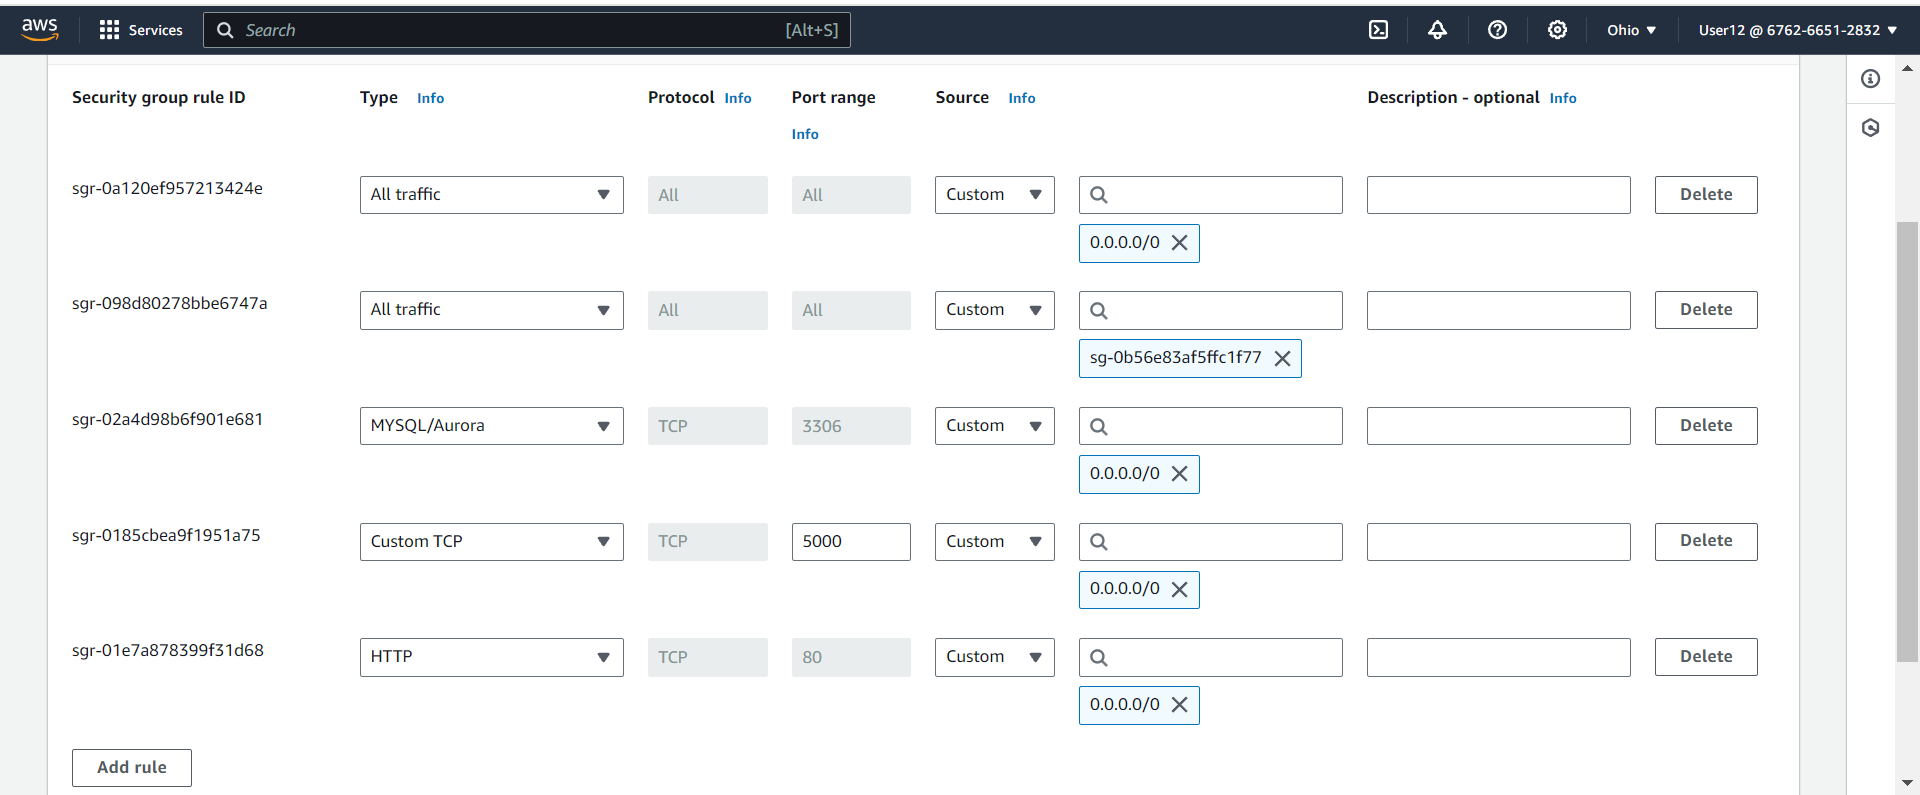 aws Services Search [Alt+S] Ohio User12 @ 6762-6651-2832
Security group rule ID Type Info Protocol Info Port range Source Info Description - optional Info
Info
sgr-0a120ef957213424e All traffic All All Custom Delete
0.0.0.0/0
sgr-098d80278bbe6747a All traffic All All Custom Delete
sg-0b56e83af5ffc1f77
sgr-02a4d98b6f901e681 MYSQL/Aurora TCP 3306 Custom Delete
0.0.0.0/0
sgr-0185cbea9f1951a75 Custom TCP TCP 5000 Custom Delete
0.0.0.0/0
sgr-01e7a878399f31d68 HTTP TCP 80 Custom Delete
0.0.0.0/0
Add rule